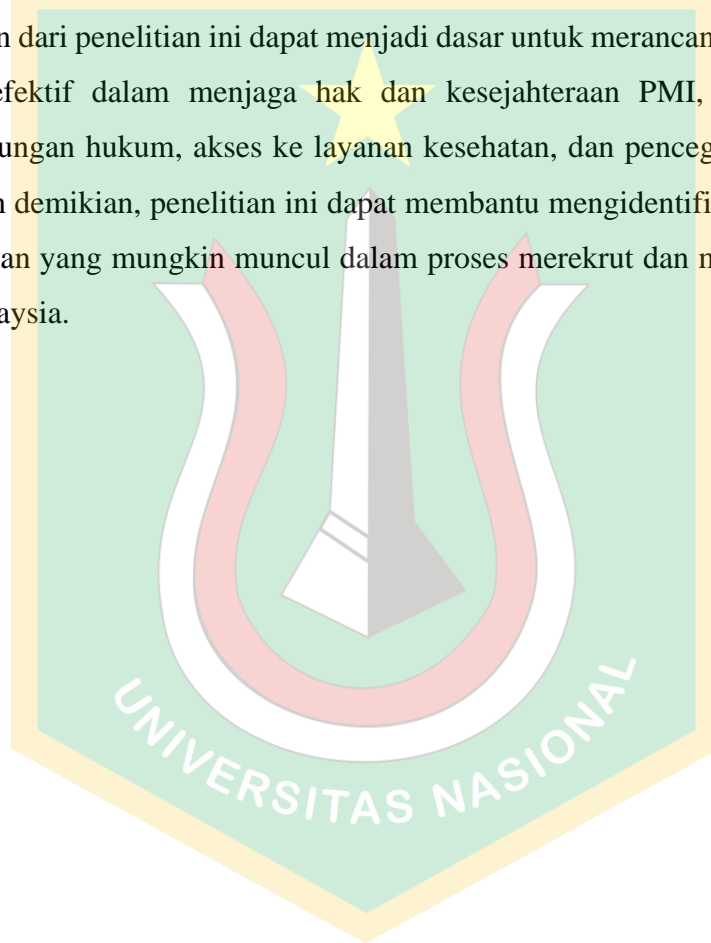 n dari penelitian ini dapat menjadi dasar untuk merancan
efektif dalam menjaga hak dan kesejahteraan PMI,
ungan hukum, akses ke layanan kesehatan, dan penceg
n demikian, penelitian ini dapat membantu mengidentifi
an yang mungkin muncul dalam proses merekrut dan
aysia.
UNIVERSITAS NASIONAL